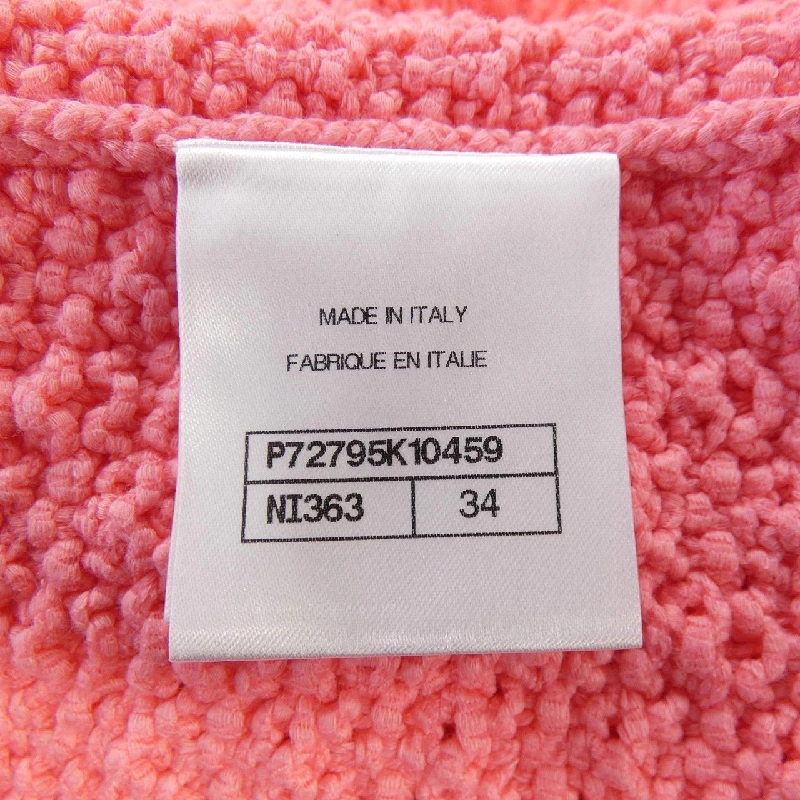 MADE IN ITALY
FABRIQUE EN ITALIE
P72795K10459
NI363 34